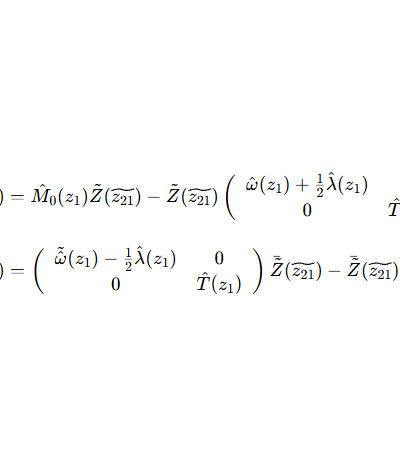 ) = \hat{M}_0(z_1)\tilde{Z}(\widetilde{z_{21}}) - \tilde{Z}(\widetilde{z_{21}}) \left( \begin{array}{cc} \hat{\omega}(z_1) + \frac{1}{2}\hat{\lambda}(z_1) & \\ 0 & \hat{T}
) = \left( \begin{array}{cc} \tilde{\hat{\omega}}(z_1) - \frac{1}{2}\hat{\lambda}(z_1) & 0 \\ 0 & \hat{T}(z_1) \end{array} \right) \bar{\tilde{\tilde{Z}}}(\widetilde{z_{21}}) - \bar{\tilde{\tilde{Z}}}(\widetilde{z_{21}})